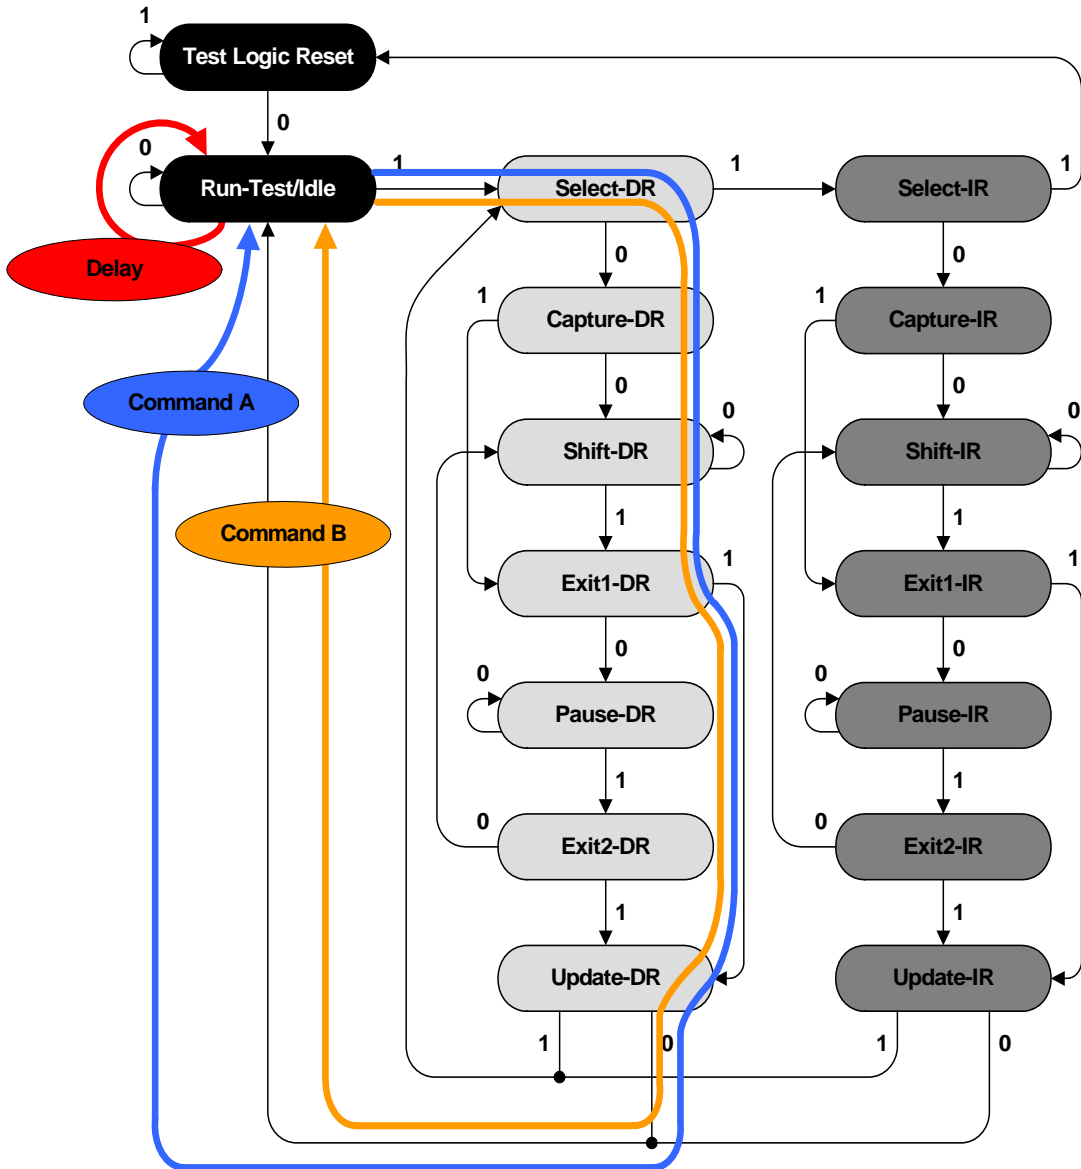 1
Test Logic Reset
0
0
Run-Test/Idle
1
Select-DR
1
Select-IR
1
Delay
0
0
1
Capture-DR
1
Capture-IR
0
0
Command A
Shift-DR
0
Shift-IR
0
1
1
Command B
Exit1-DR
1
Exit1-IR
1
0
0
0
Pause-DR
0
Pause-IR
1
1
0
Exit2-DR
0
Exit2-IR
1
1
Update-DR
Update-IR
1
0
1
0